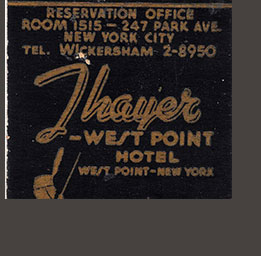 RESERVATION OFFICE
ROOM 1515 - 247 PARK AVE.
NEW YORK CITY
TEL. WICKERSHAM 2-8950
Thayer
-WEST POINT
HOTEL
WEST POINT-NEW YORK